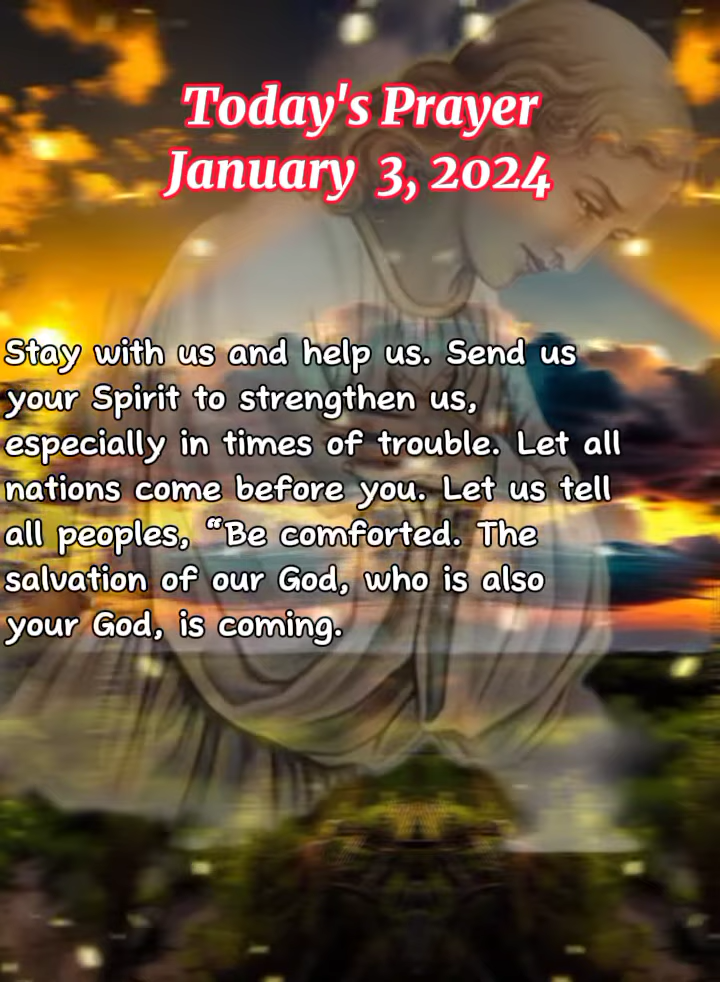 Today's Prayer
January 3, 2024
Stay with us and help us. Send us
your Spirit to strengthen us,
especially in times of trouble. Let all
nations come before you. Let us tell
all peoples, “Be comforted. The
salvation of our God, who is also
your God, is coming.